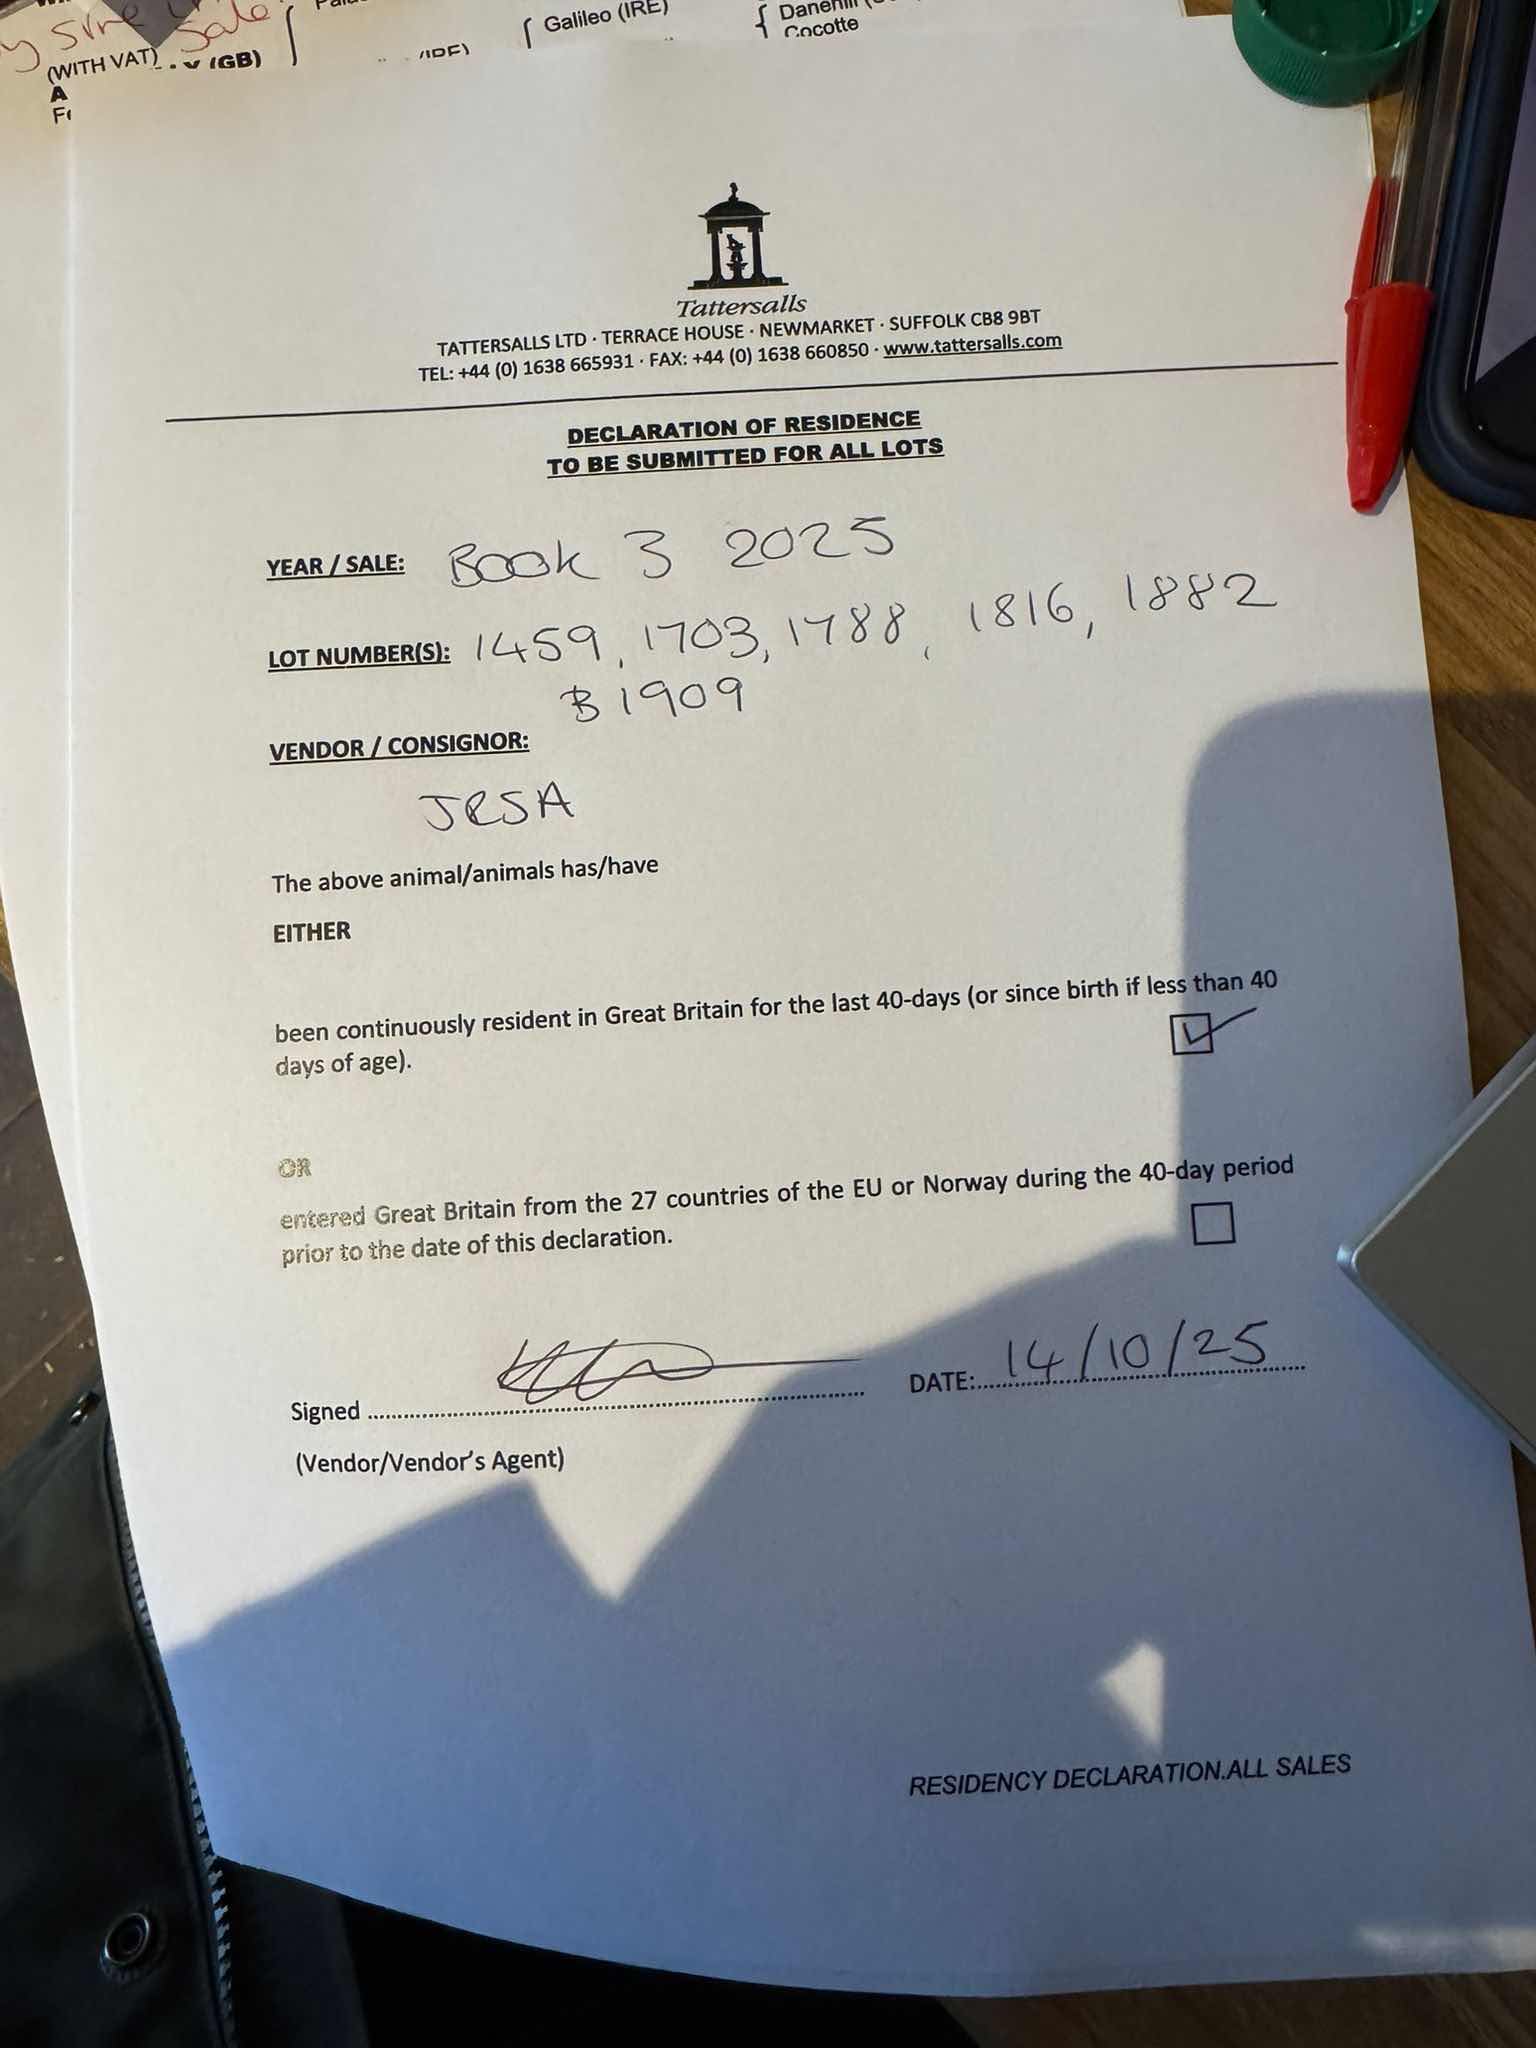 sale
(WITH VAT)
(GB)
A
Galileo (IRE)
Cocotte
Tattersalls
TATTERSALLS LTD · TERRACE HOUSE · NEWMARKET · SUFFOLK CB8 9BT
TEL: +44 (0) 1638 665931 · FAX: +44 (0) 1638 660850 · www.tattersalls.com
DECLARATION OF RESIDENCE
TO BE SUBMITTED FOR ALL LOTS
YEAR / SALE: BOOK 3 2025
LOT NUMBER(S): 1459, 1703, 1788, 1816, 1882
& 1909
VENDOR / CONSIGNOR:
JRSA
The above animal/animals has/have
EITHER
been continuously resident in Great Britain for the last 40-days (or since birth if less than 40
days of age).
OR
entered Great Britain from the 27 countries of the EU or Norway during the 40-day period
prior to the date of this declaration.
Signed
DATE: 14/10/25
(Vendor/Vendor's Agent)
RESIDENCY DECLARATION.ALL SALES